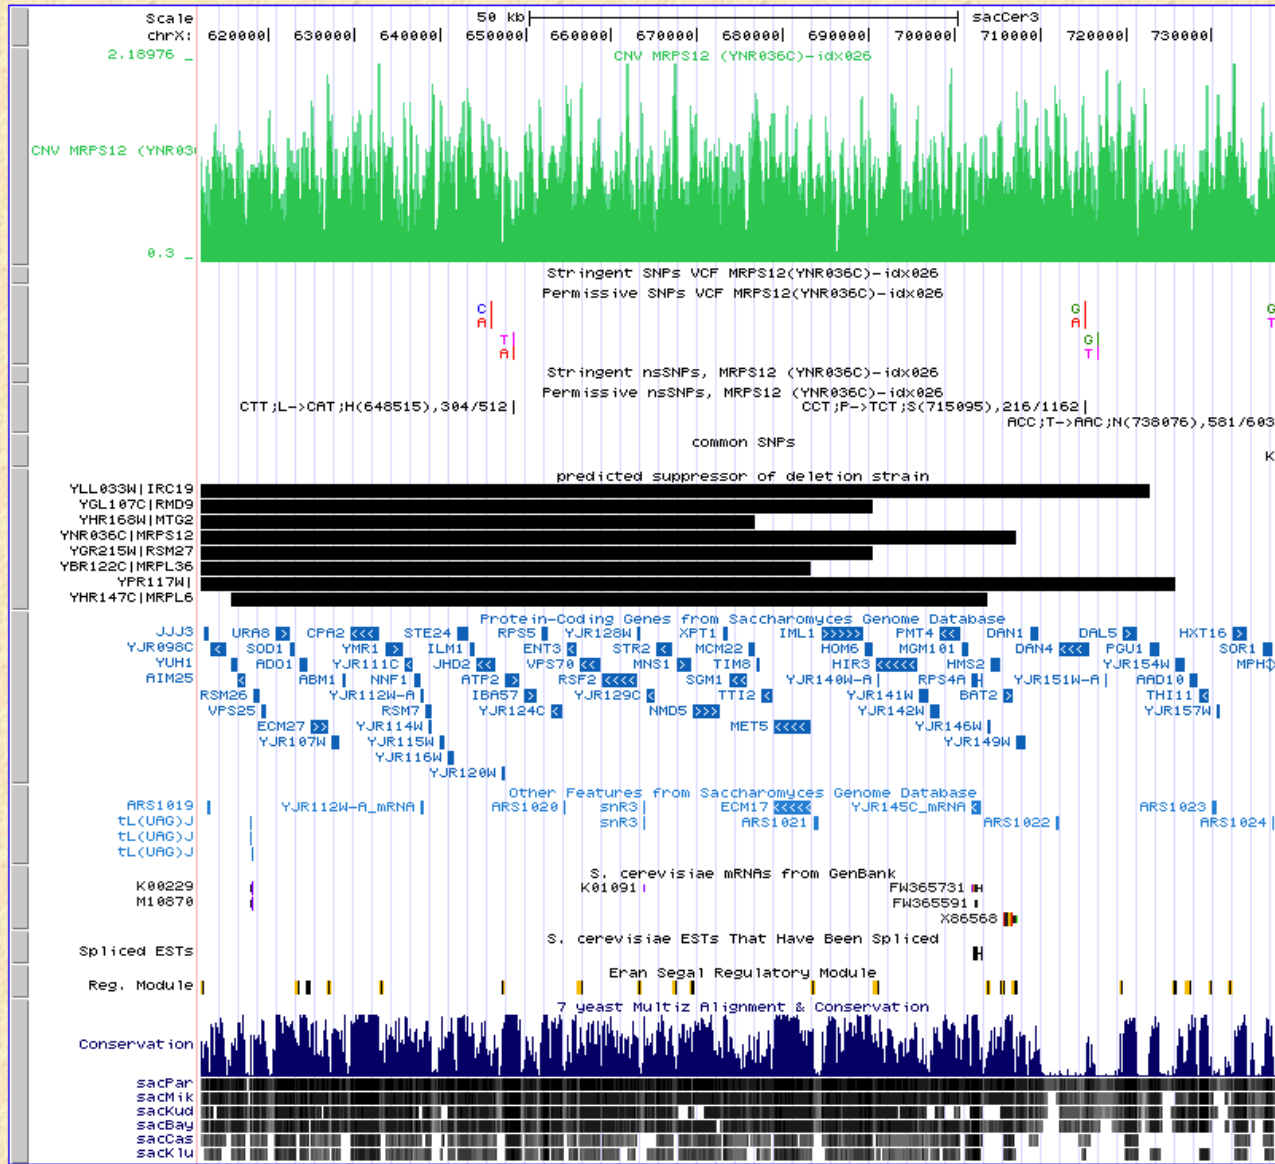 Scale 50 kb sacCer3
chrX: 620000 630000 640000 650000 660000 670000 680000 690000 700000 710000 720000 730000
2.18976 _ CNV MRPS12 (YNR036C)-idx026
CNV MRPS12 (YNR03
0.3 _
Stringent SNPs VCF MRPS12(YNR036C)-idx026
Permissive SNPs VCF MRPS12(YNR036C)-idx026
C G G
A A T
T G
A T
Stringent nsSNPs, MRPS12 (YNR036C)-idx026
Permissive nsSNPs, MRPS12 (YNR036C)-idx026
CTT;L->CAT;H(648515),304/512 CCT;P->TCT;S(715095),216/1162
ACC;T->AAC;N(738076),581/603
common SNPs
K
predicted suppressor of deletion strain
YLL033W|IRC19
YGL107C|RMD9
YHR168W|MTG2
YNR036C|MRPS12
YGR215W|RSM27
YBR122C|MRPL36
YPR117W|
YHR147C|MRPL6
Protein-Coding Genes from Saccharomyces Genome Database
JJJ3 URA8 CPA2 STE24 RPS5 YJR128W XPT1 IML1 PMT4 DAN1 DAL5 HXT16
YJR098C SOD1 YMR1 ILM1 ENT3 STR2 MCM22 HOM6 MGM101 DAN4 PGU1 SOR1
YUH1 ADO1 YJR111C JHD2 VPS70 MNS1 TIM8 HIR3 HMS2 YJR154W MPH
AIM25 ABM1 NNF1 ATP2 RSF2 SGM1 YJR140W-A RPS4A YJR151W-A AAD10
RSM26 YJR112W-A IBA57 YJR129C TTI2 YJR141W BAT2 THI11
VPS25 RSM7 YJR124C NMD5 YJR142W YJR157W
ECM27 YJR114W MET5 YJR146W
YJR107W YJR115W YJR149W
YJR116W
YJR120W
Other Features from Saccharomyces Genome Database
ARS1019 YJR112W-A_mRNA ARS1020 snR3 ECM17 YJR145C_mRNA ARS1023
tL(UAG)J snR3 ARS1021 ARS1022 ARS1024
tL(UAG)J
tL(UAG)J
S. cerevisiae mRNAs from GenBank
K00229 K01091 FW365731
M10870 FW365591
X86568
S. cerevisiae ESTs That Have Been Spliced
Spliced ESTs
Eran Segal Regulatory Module
Reg. Module
7 yeast Multiz Alignment & Conservation
Conservation
sacPar
sacMik
sacKud
sacBay
sacCas
sacKlu